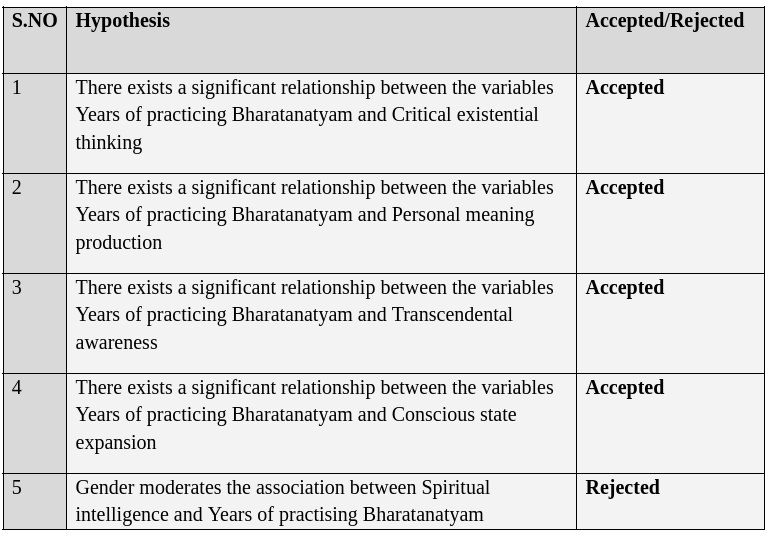 S.NO Hypothesis Accepted/Rejected
1 There exists a significant relationship between the variables Accepted
Years of practicing Bharatanatyam and Critical existential
thinking
2 There exists a significant relationship between the variables Accepted
Years of practicing Bharatanatyam and Personal meaning
production
3 There exists a significant relationship between the variables Accepted
Years of practicing Bharatanatyam and Transcendental
awareness
4 There exists a significant relationship between the variables Accepted
Years of practicing Bharatanatyam and Conscious state
expansion
5 Gender moderates the association between Spiritual Rejected
intelligence and Years of practising Bharatanatyam